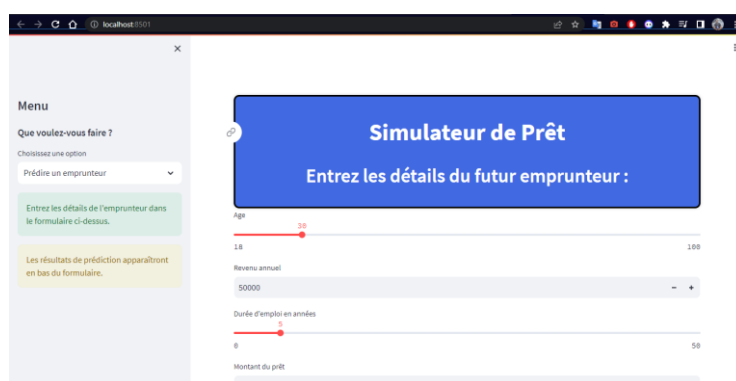 localhost:8501
Menu
Que voulez-vous faire ?
Choisissez une option
Prédire un emprunteur
Entrez les détails de l'emprunteur dans
le formulaire ci-dessus.
Les résultats de prédiction apparaîtront
en bas du formulaire.
Simulateur de Prêt
Entrez les détails du futur emprunteur :
Age
30
18 100
Revenu annuel
50000
Durée d'emploi en années
5
0 50
Montant du prêt